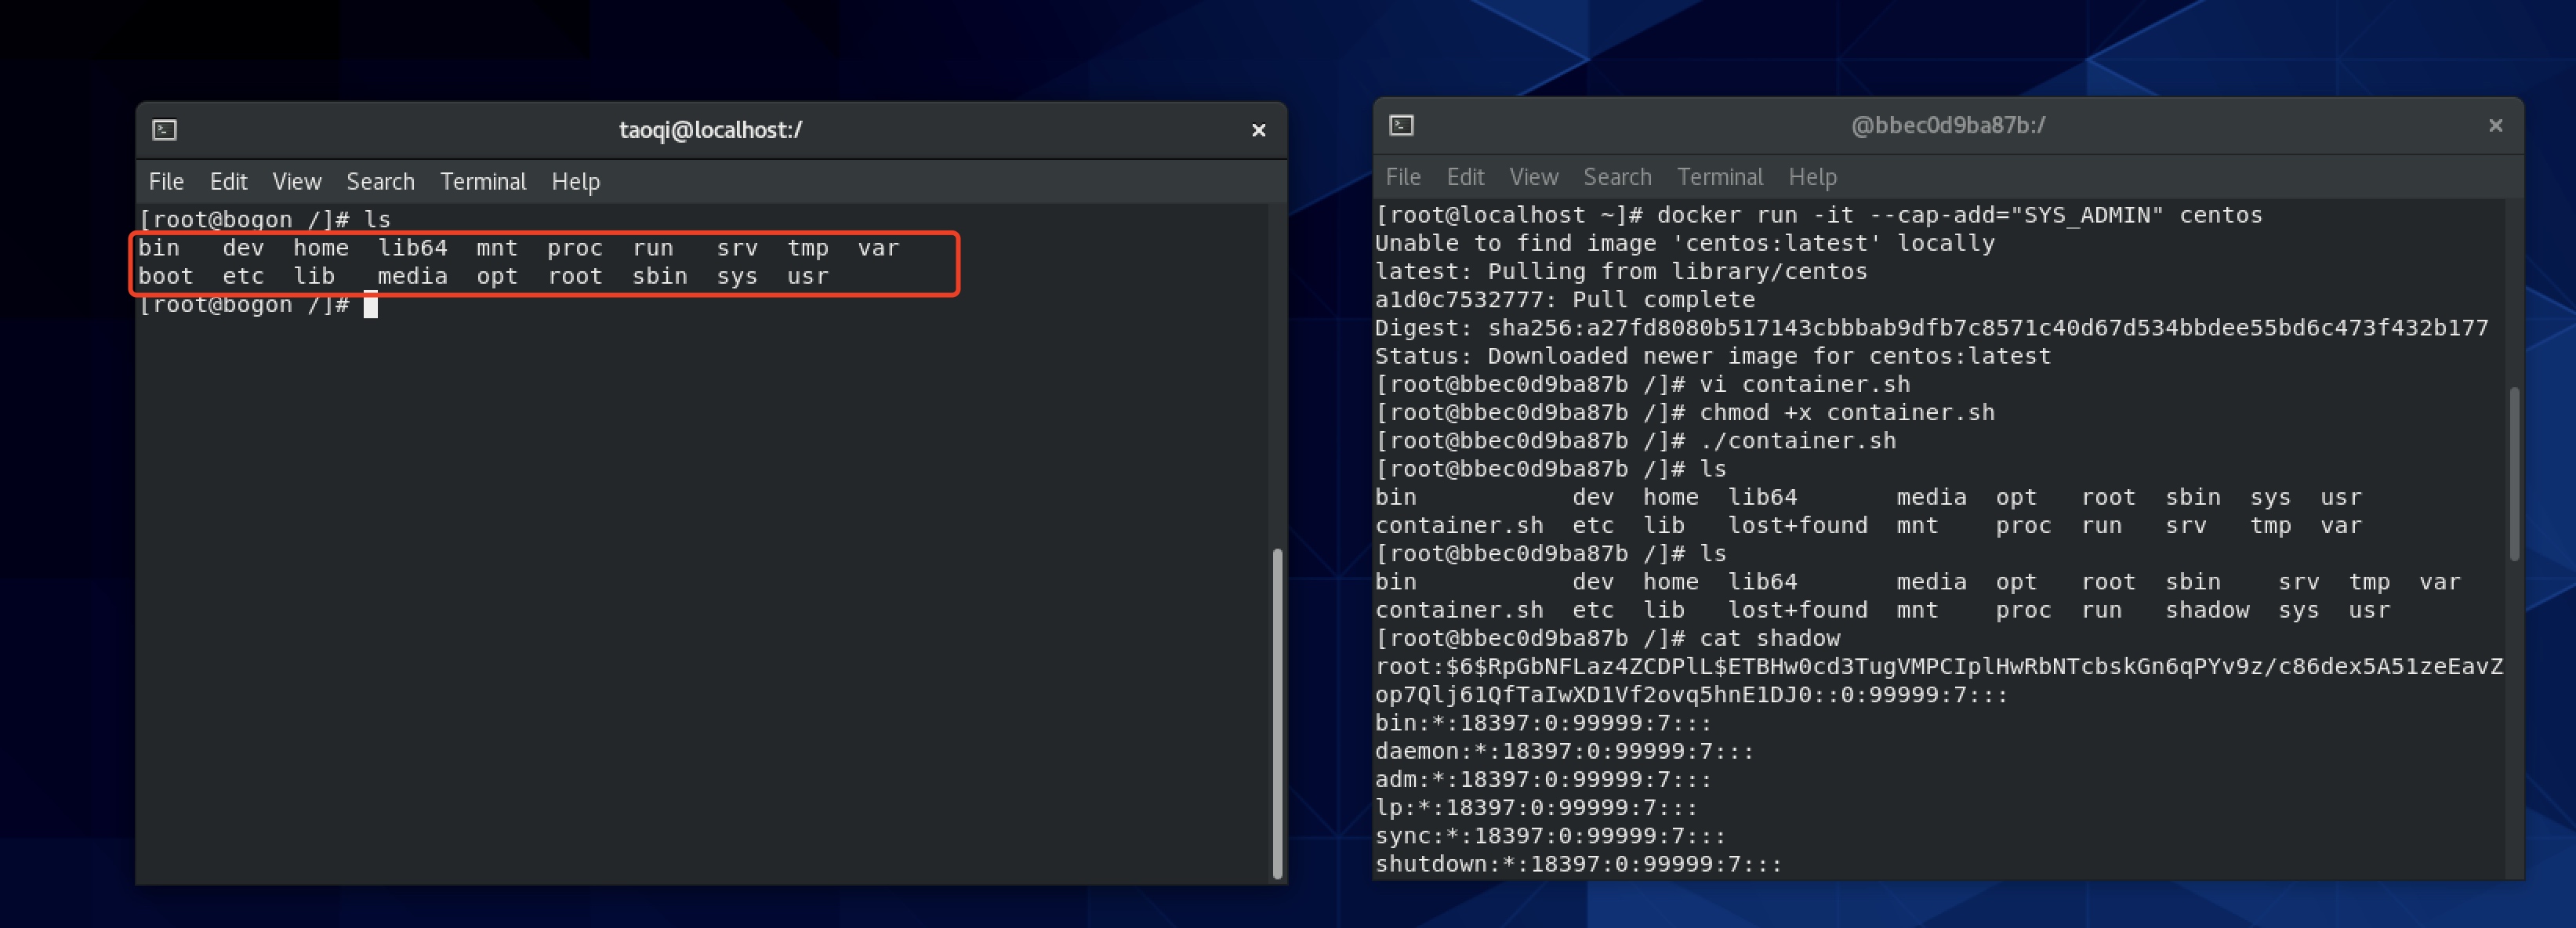 taoqi@localhost:/
File Edit View Search Terminal Help
[root@bogon /]# ls
bin dev home lib64 mnt proc run srv tmp var
boot etc lib media opt root sbin sys usr
[root@bogon /]#
@bbec0d9ba87b:/
File Edit View Search Terminal Help
[root@localhost ~]# docker run -it --cap-add="SYS_ADMIN" centos
Unable to find image 'centos:latest' locally
latest: Pulling from library/centos
a1d0c7532777: Pull complete
Digest: sha256:a27fd8080b517143cbbbab9dfb7c8571c40d67d534bbdee55bd6c473f432b177
Status: Downloaded newer image for centos:latest
[root@bbec0d9ba87b /]# vi container.sh
[root@bbec0d9ba87b /]# chmod +x container.sh
[root@bbec0d9ba87b /]# ./container.sh
[root@bbec0d9ba87b /]# ls
bin dev home lib64 media opt root sbin sys usr
container.sh etc lib lost+found mnt proc run srv tmp var
[root@bbec0d9ba87b /]# ls
bin dev home lib64 media opt root sbin srv tmp var
container.sh etc lib lost+found mnt proc run shadow sys usr
[root@bbec0d9ba87b /]# cat shadow
root:$6$RpGbNFLaz4ZCDPlL$ETBHw0cd3TugVMPCIplHwRbNTcbskGn6qPYv9z/c86dex5A51zeEavZ
op7Qlj61QfTaIwXD1Vf2ovq5hnE1DJ0::0:99999:7:::
bin:*:18397:0:99999:7:::
daemon:*:18397:0:99999:7:::
adm:*:18397:0:99999:7:::
lp:*:18397:0:99999:7:::
sync:*:18397:0:99999:7:::
shutdown:*:18397:0:99999:7:::